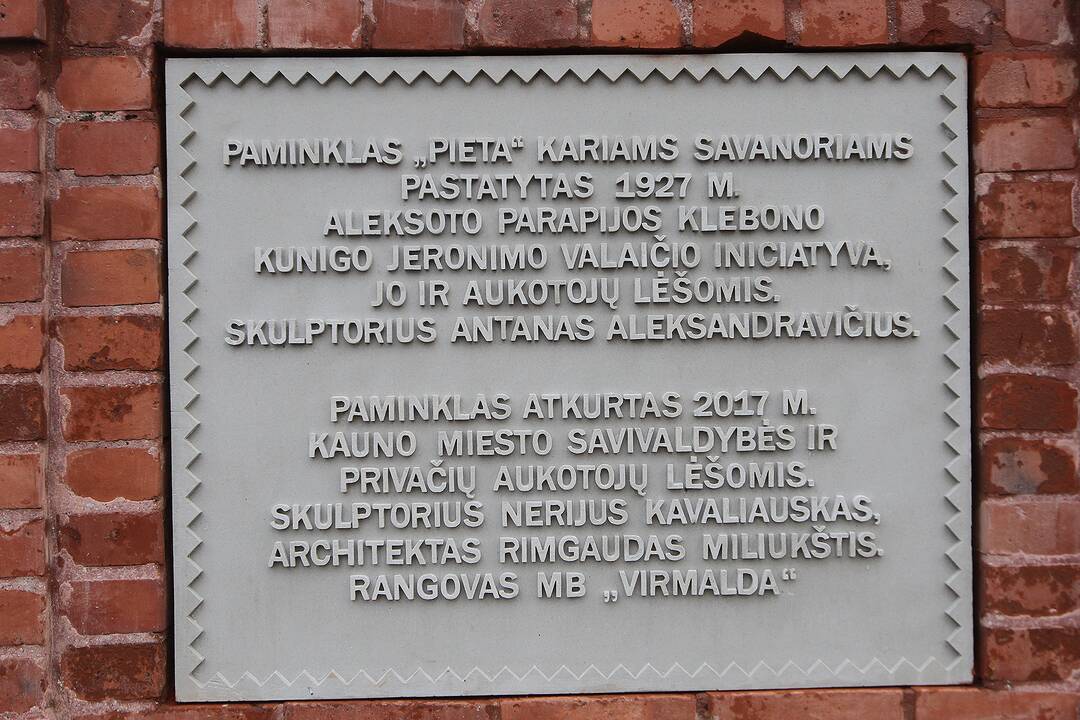 PAMINKLAS „PIETA“ KARIAMS SAVANORIAMS
PASTATYTAS 1927 M.
ALEKSOTO PARAPIJOS KLEBONO
KUNIGO JERONIMO VALAIČIO INICIATYVA,
JO IR AUKOTOJŲ LĖŠOMIS.
SKULPTORIUS ANTANAS ALEKSANDRAVIČIUS.
PAMINKLAS ATKURTAS 2017 M.
KAUNO MIESTO SAVIVALDYBĖS IR
PRIVAČIŲ AUKOTOJŲ LĖŠOMIS.
SKULPTORIUS NERIJUS KAVALIAUSKAS,
ARCHITEKTAS RIMGAUDAS MILIUKŠTIS.
RANGOVAS MB „VIRMALDA“